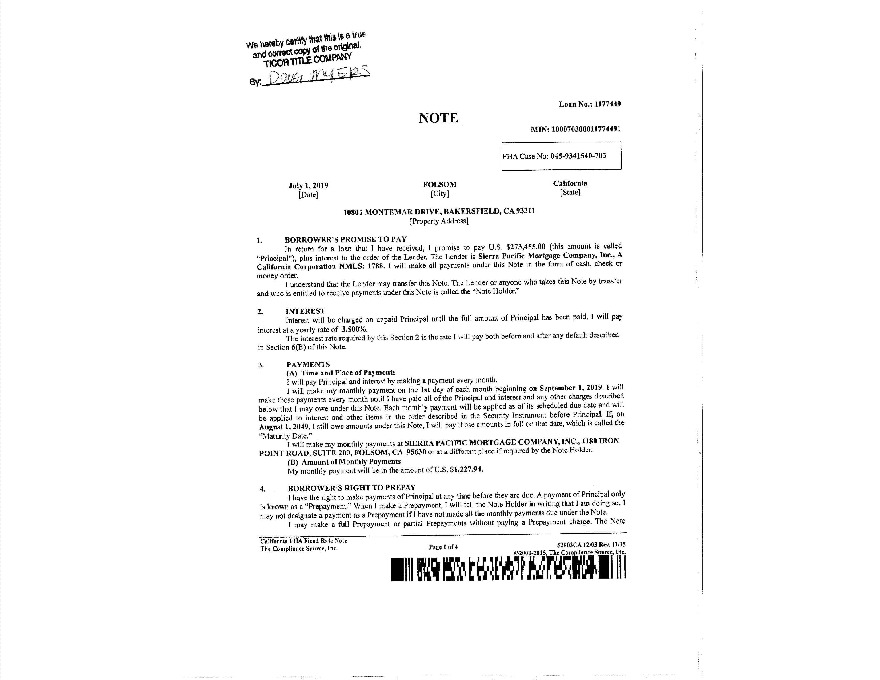 We hereby certify that this is a true
and correct copy of the original.
TICOR TITLE COMPANY
By:
Loan No.: 1077449
NOTE
MIN: 100070300010774491
FHA Case No: 045-9341540-703
July 1, 2019 FOLSOM California
[Date] [City] [State]
10802 MONTEMAR DRIVE, BAKERSFIELD, CA 93311
[Property Address]
1. BORROWER'S PROMISE TO PAY
In return for a loan that I have received, I promise to pay U.S. $273,455.00 (this amount is called
"Principal"), plus interest to the order of the Lender. The Lender is Sierra Pacific Mortgage Company, Inc., A
California Corporation NMLS: 1788. I will make all payments under this Note in the form of cash, check or
money order.
I understand that the Lender may transfer this Note. The Lender or anyone who takes this Note by transfer
and who is entitled to receive payments under this Note is called the "Note Holder."
2. INTEREST
Interest will be charged on unpaid Principal until the full amount of Principal has been paid. I will pay
interest at a yearly rate of 3.500%.
The interest rate required by this Section 2 is the rate I will pay both before and after any default described
in Section 6(B) of this Note.
3. PAYMENTS
(A) Time and Place of Payments
I will pay Principal and interest by making a payment every month.
I will make my monthly payment on the 1st day of each month beginning on September 1, 2019. I will
make these payments every month until I have paid all of the Principal and interest and any other charges described
below that I may owe under this Note. Each monthly payment will be applied as of its scheduled due date and will
be applied to interest and other items in the order described in the Security Instrument before Principal. If, on
August 1, 2049, I still owe amounts under this Note, I will pay those amounts in full on that date, which is called the
"Maturity Date."
I will make my monthly payments at SIERRA PACIFIC MORTGAGE COMPANY, INC., 1180 IRON
POINT ROAD, SUITE 200, FOLSOM, CA 95630 or at a different place if required by the Note Holder.
(B) Amount of Monthly Payments
My monthly payment will be in the amount of U.S. $1,227.94.
4. BORROWER'S RIGHT TO PREPAY
I have the right to make payments of Principal at any time before they are due. A payment of Principal only
is known as a "Prepayment." When I make a Prepayment, I will tell the Note Holder in writing that I am doing so. I
may not designate a payment as a Prepayment if I have not made all the monthly payments due under the Note.
I may make a full Prepayment or partial Prepayments without paying a Prepayment charge. The Note
California FHA Fixed Rate Note
The Compliance Source, Inc. Page 1 of 4 52903CA 12/03 Rev. 11/15
©2003-2015, The Compliance Source, Inc.